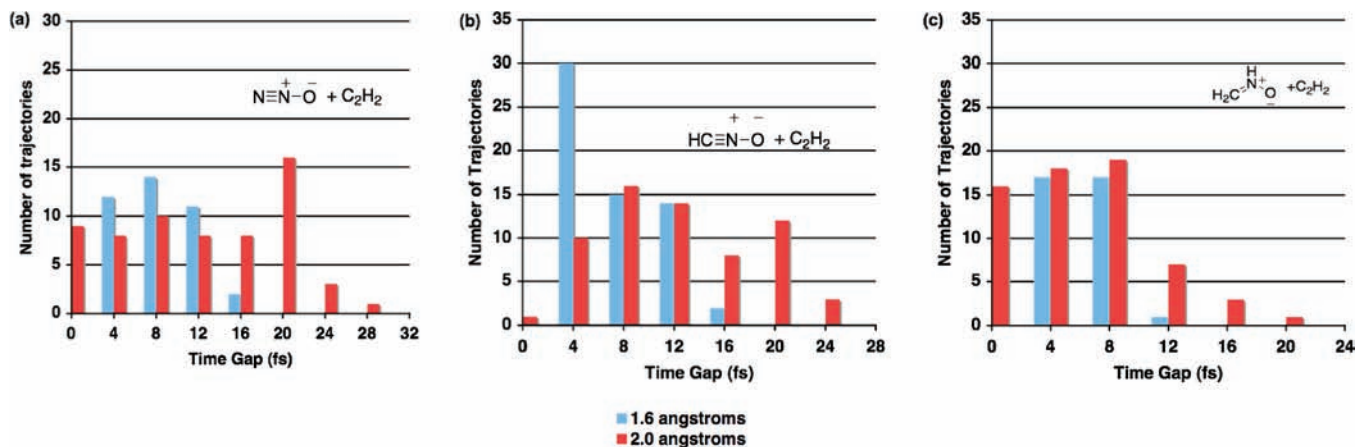 (a)
30
25
20
15
10
5
0
Number of trajectories
+ −
N≡N−O + C2H2
0 4 8 12 16 20 24 28 32
Time Gap (fs)
(b)
35
30
25
20
15
10
5
0
Number of Trajectories
+ −
HC≡N−O + C2H2
0 4 8 12 16 20 24 28
Time Gap (fs)
(c)
35
30
25
20
15
10
5
0
Number of Trajectories
H
N+
H2C O +C2H2
−
0 4 8 12 16 20 24
Time Gap (fs)
1.6 angstroms
2.0 angstroms